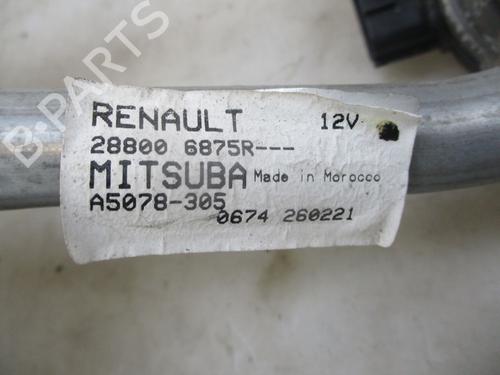 B-PARTS
RENAULT 12V
28800 6875R---
MITSUBA Made in Morocco
A5078-305
0674 260221